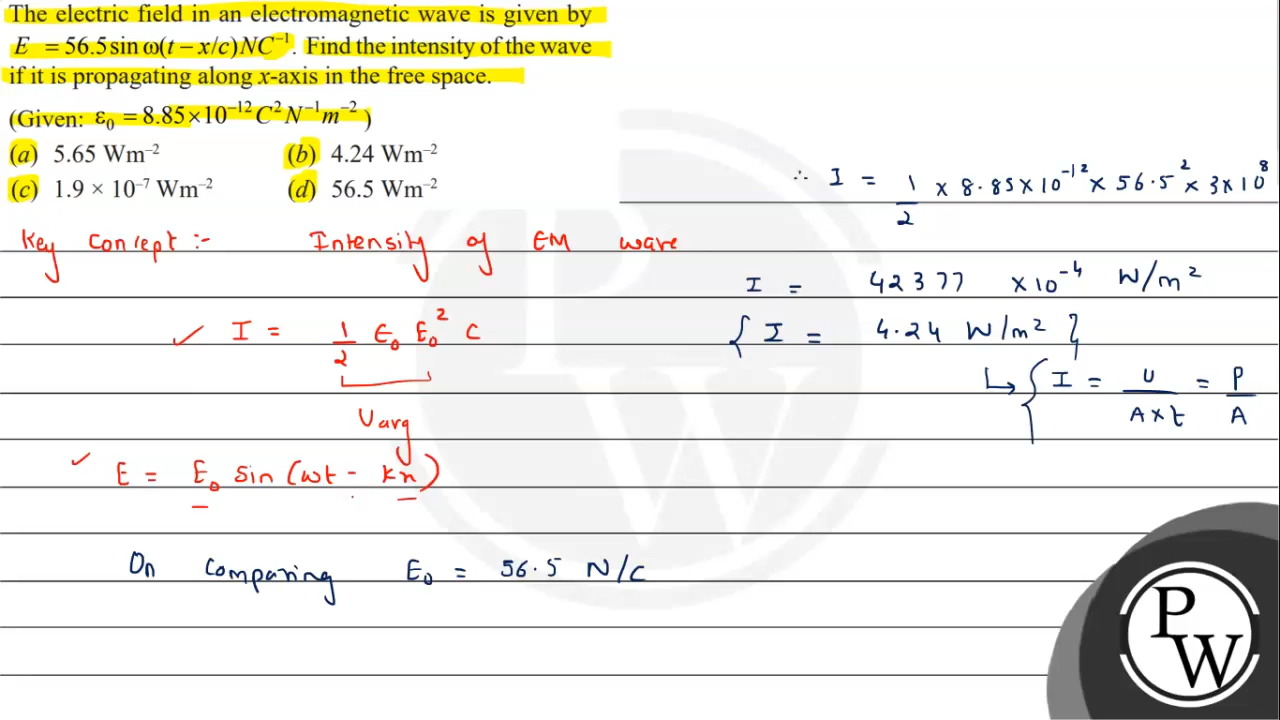 The electric field in an electromagnetic wave is given by
E = 56.5 sin ω(t − x/c) NC⁻¹. Find the intensity of the wave
if it is propagating along x-axis in the free space.
(Given: ε₀ = 8.85 × 10⁻¹² C² N⁻¹ m⁻²)
(a) 5.65 Wm⁻² (b) 4.24 Wm⁻²
(c) 1.9 × 10⁻⁷ Wm⁻² (d) 56.5 Wm⁻²
Key Concept :- Intensity of EM wave
✓ I = 1/2 ε₀ E₀² C
Uavg
✓ E = E₀ sin (ωt - kx)
On Comparing E₀ = 56.5 N/C
∴ I = 1/2 × 8.85×10⁻¹² × 56.5² × 3×10⁸
I = 42377 ×10⁻⁴ W/m²
{ I = 4.24 W/m² }
↳ { I = U/A×t = P/A
PW
P
W